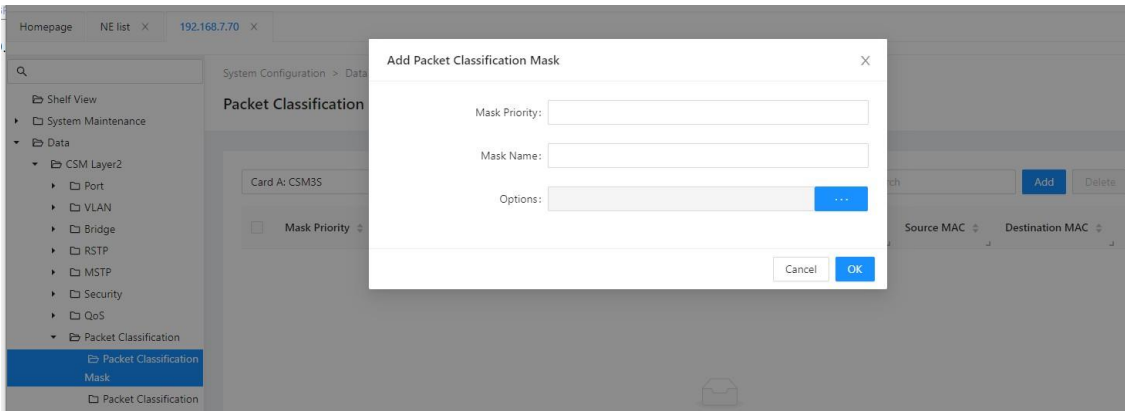 Homepage NE list × 192.168.7.70 ×
System Configuration > Data
Packet Classification
Shelf View
System Maintenance
Data
CSM Layer2
Port
VLAN
Bridge
RSTP
MSTP
Security
QoS
Packet Classification
Packet Classification
Mask
Packet Classification
Card A: CSM3S
Add Delete
Mask Priority Source MAC Destination MAC
Add Packet Classification Mask
Mask Priority:
Mask Name:
Options: ...
Cancel OK